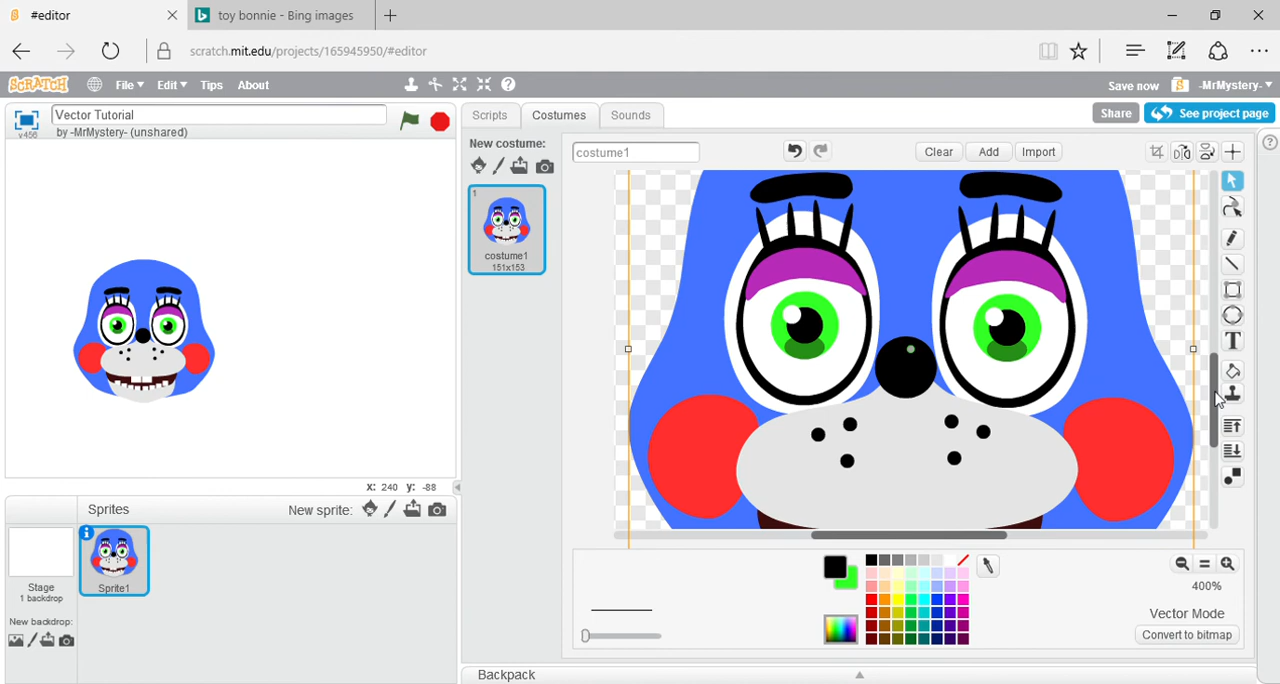 #editor
toy bonnie - Bing images
scratch.mit.edu/projects/165945950/#editor
SCRATCH File Edit Tips About Save now -MrMystery-
v456 Vector Tutorial
by -MrMystery- (unshared)
Scripts Costumes Sounds Share See project page
New costume:
costume1 Clear Add Import
1
costume1
151x153
T
x: 240 y: -88
Sprites New sprite:
Stage
1 backdrop
Sprite1
New backdrop:
400%
Vector Mode
Convert to bitmap
Backpack